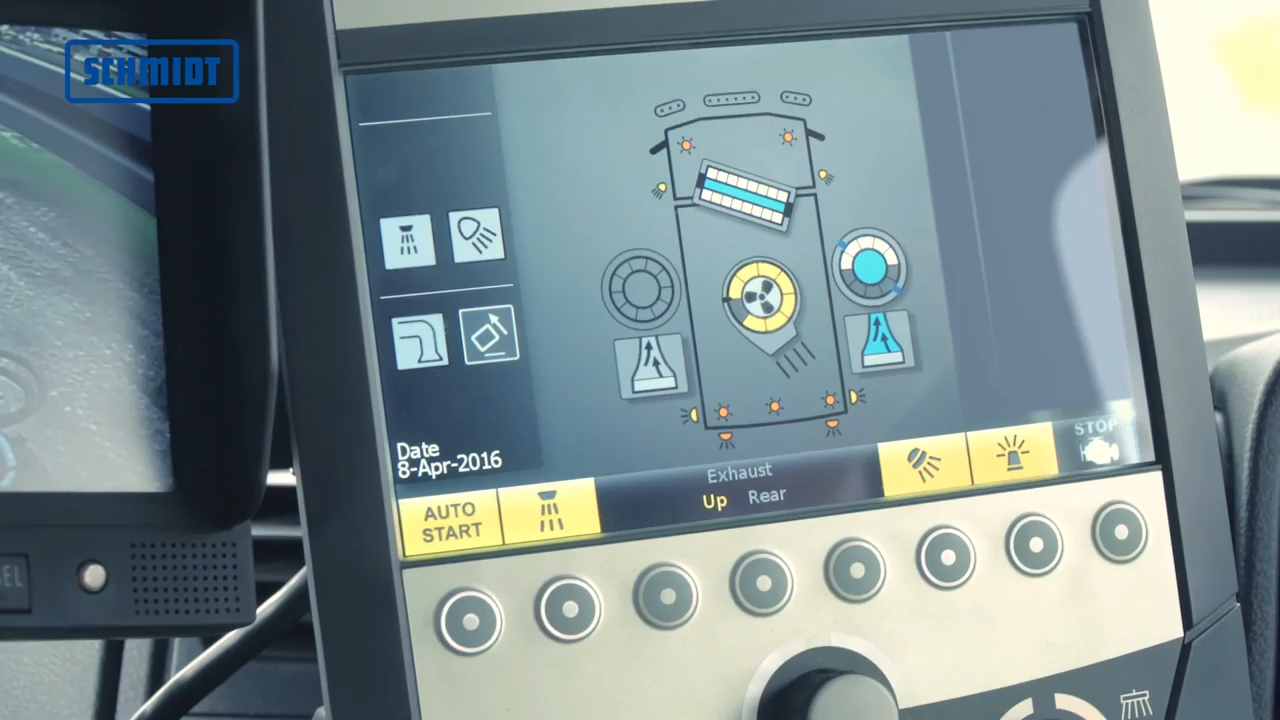 SCHMIDT
Date
8-Apr-2016
AUTO
START
Exhaust
Up Rear
STOP